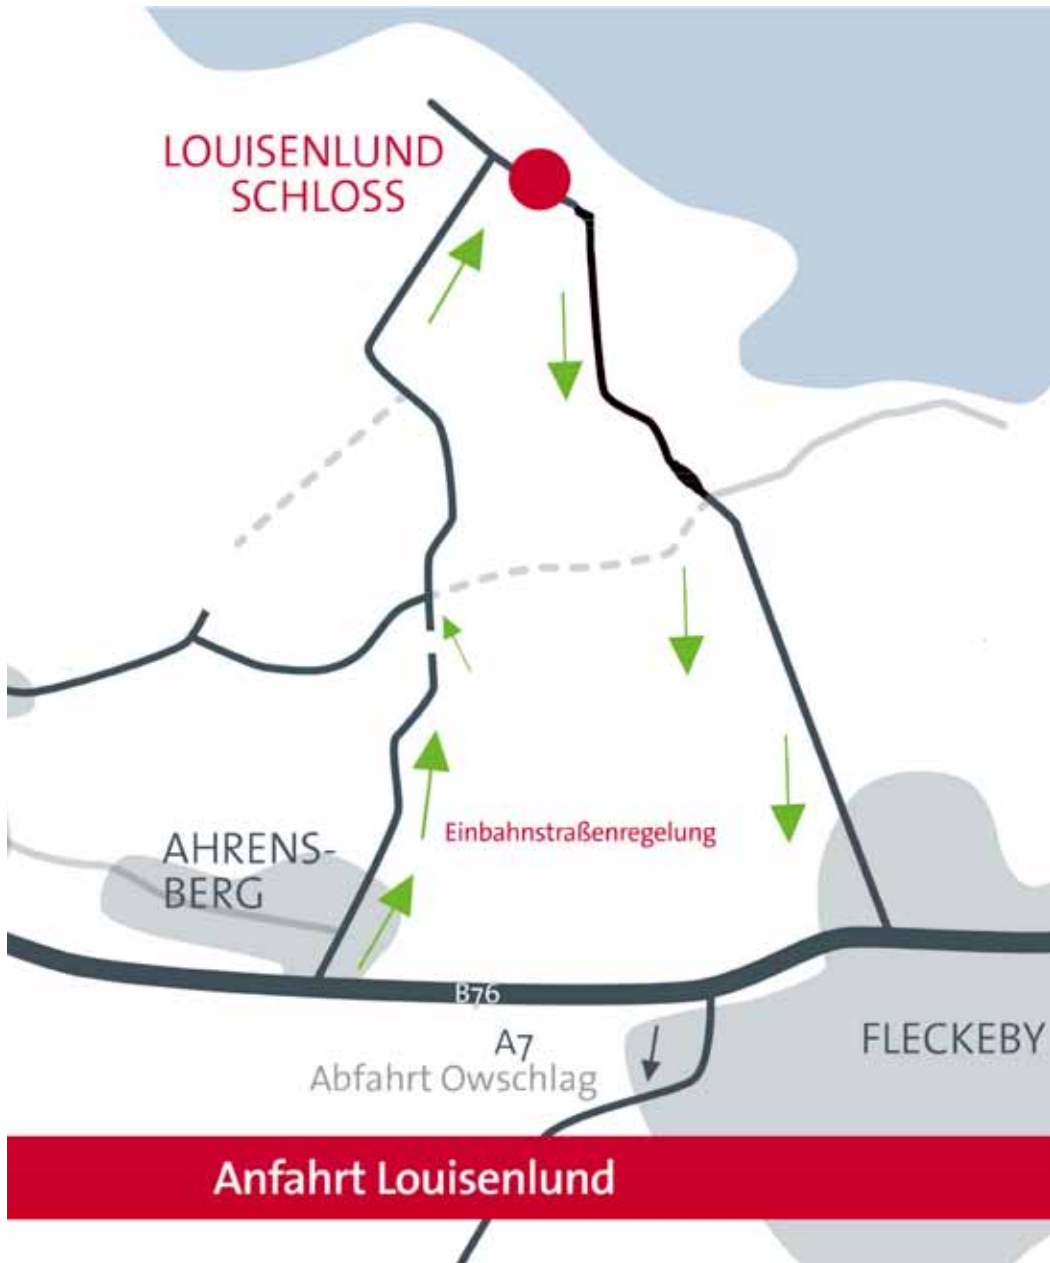 LOUISENLUND
SCHLOSS
Einbahnstraßenregelung
AHRENS-
BERG
B76
A7
Abfahrt Owschlag
FLECKEBY
Anfahrt Louisenlund